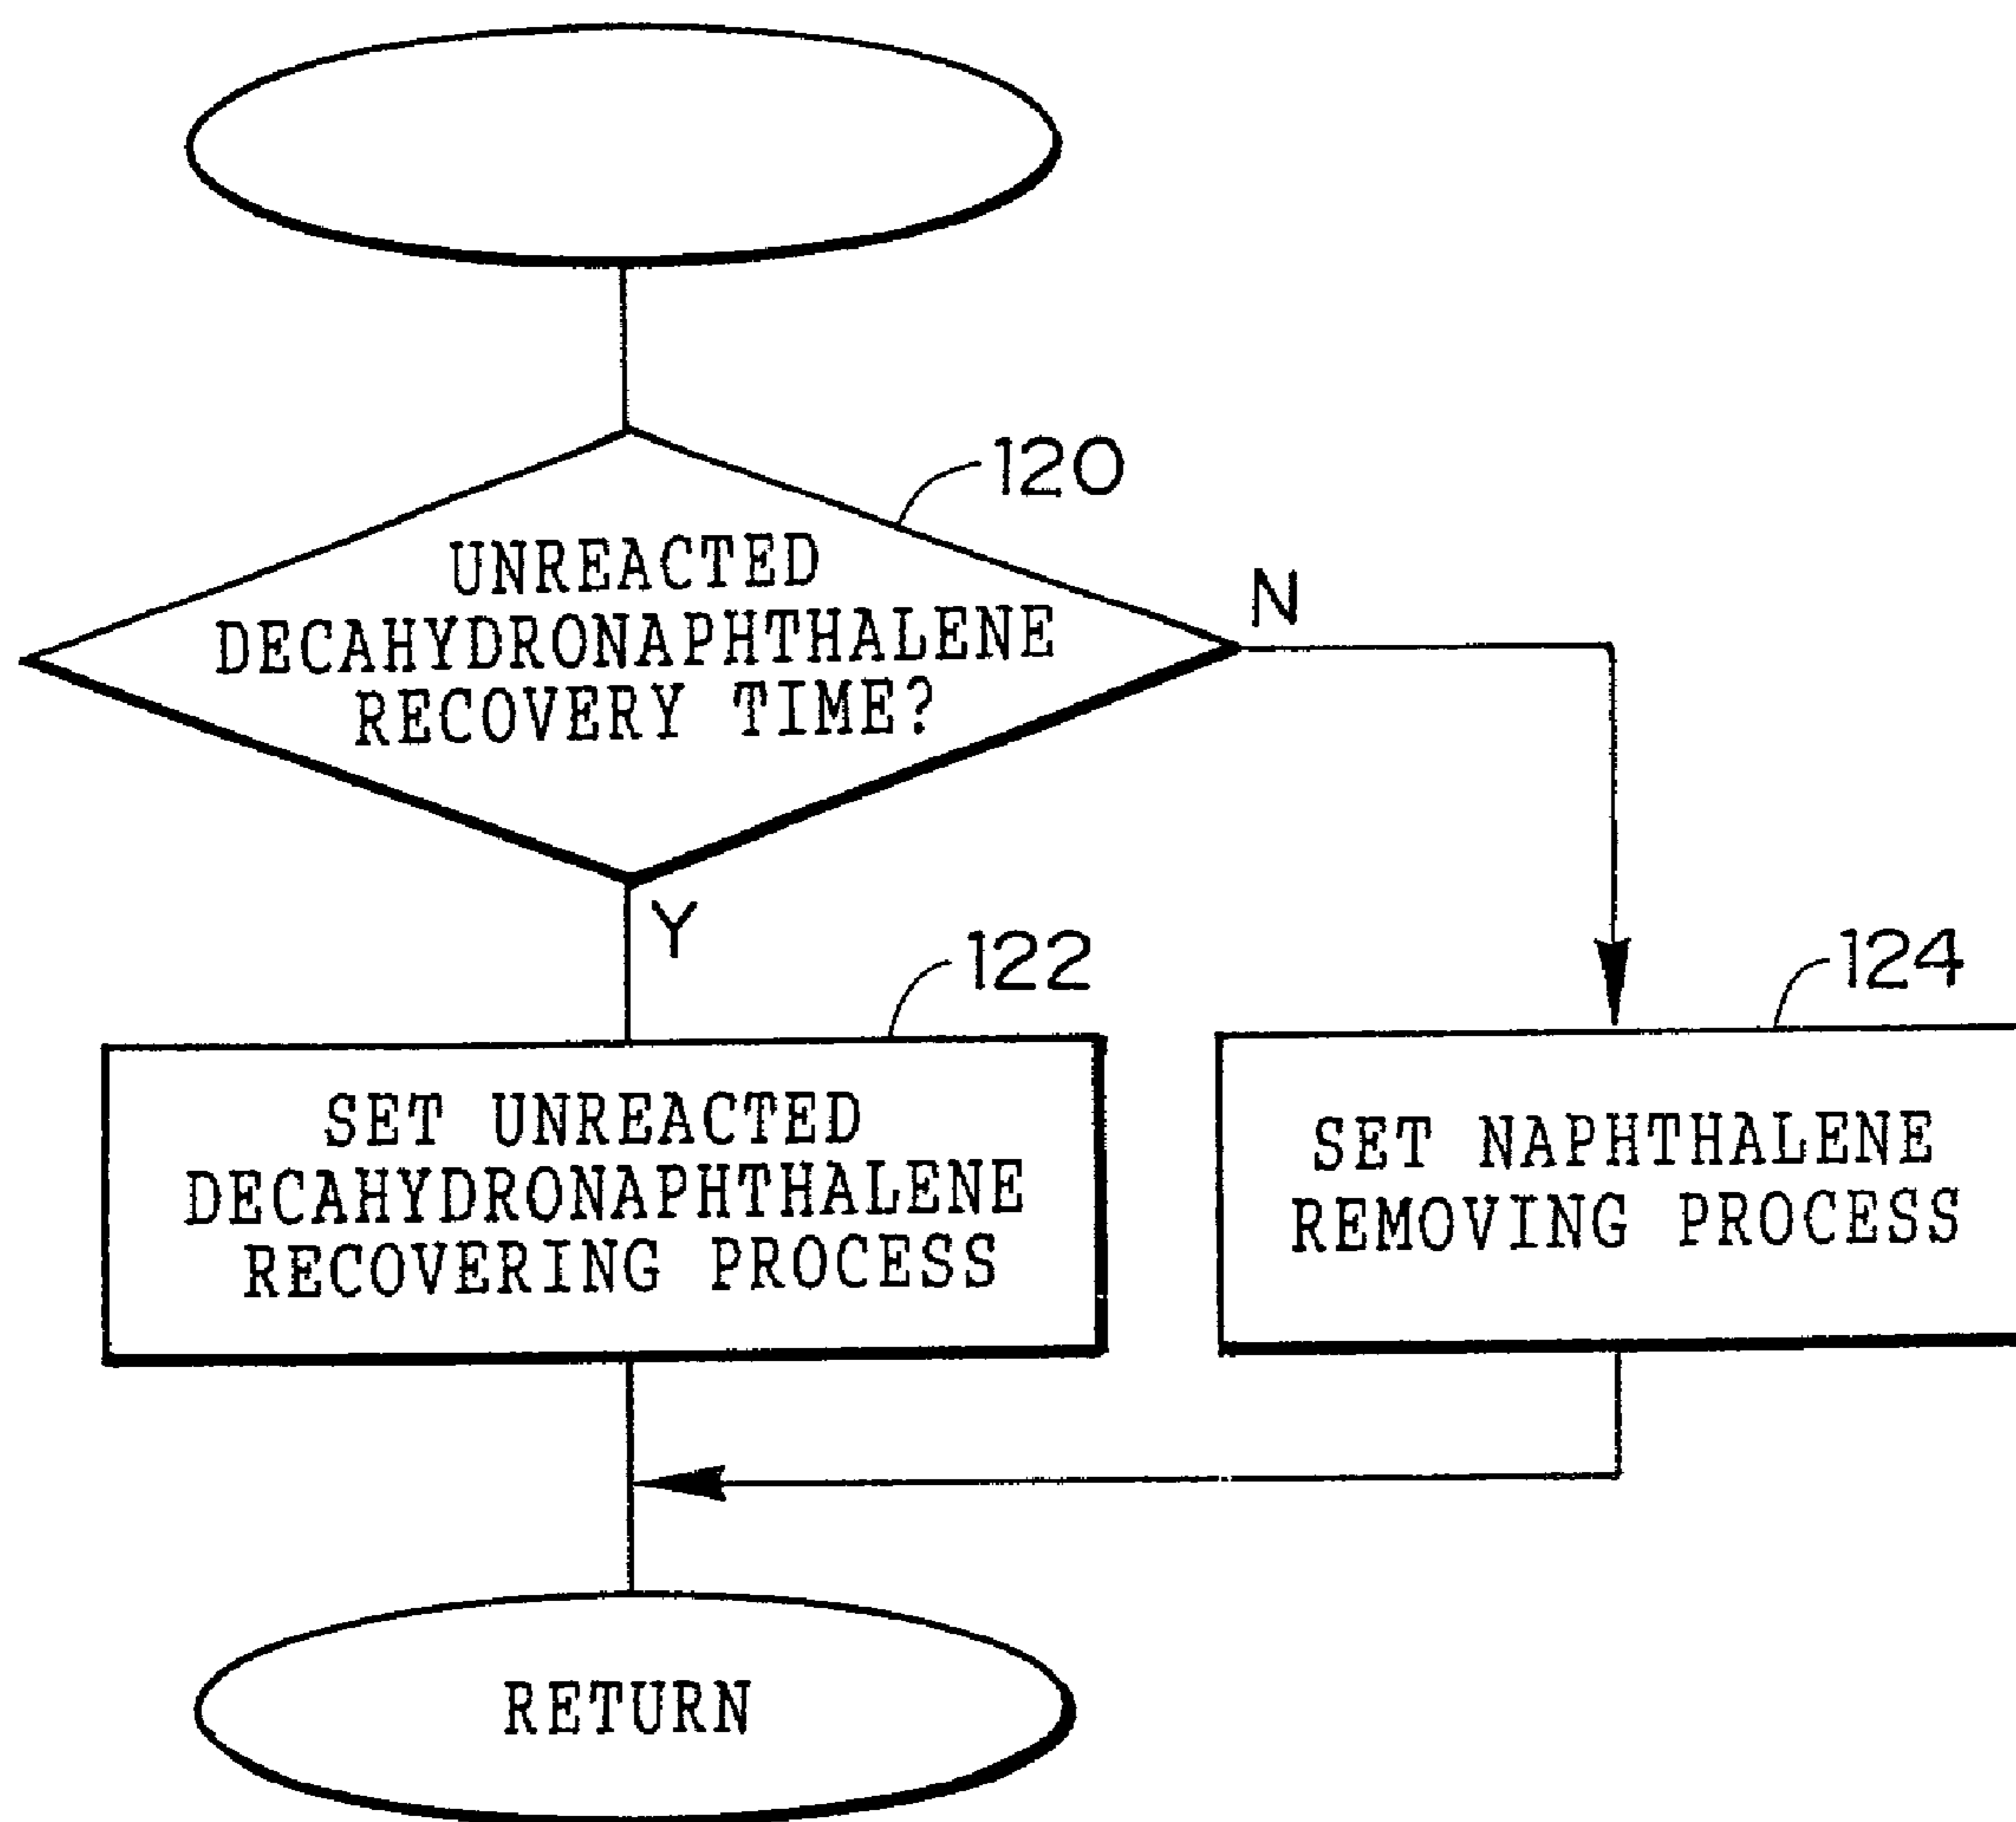 120
UNREACTED
DECAHYDRONAPHTHALENE
RECOVERY TIME?
N
Y
122
SET UNREACTED
DECAHYDRONAPHTHALENE
RECOVERING PROCESS
124
SET NAPHTHALENE
REMOVING PROCESS
RETURN